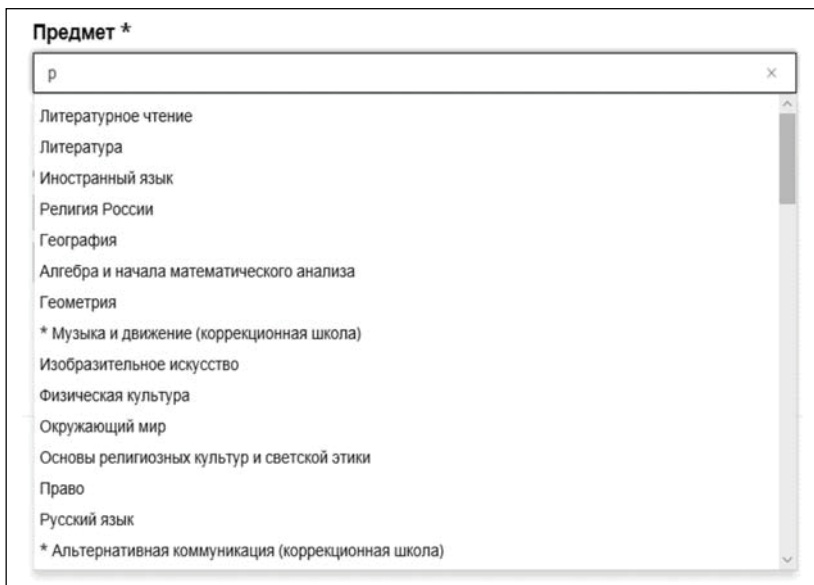 Предмет *
р
Литературное чтение
Литература
Иностранный язык
Религия России
География
Алгебра и начала математического анализа
Геометрия
* Музыка и движение (коррекционная школа)
Изобразительное искусство
Физическая культура
Окружающий мир
Основы религиозных культур и светской этики
Право
Русский язык
* Альтернативная коммуникация (коррекционная школа)